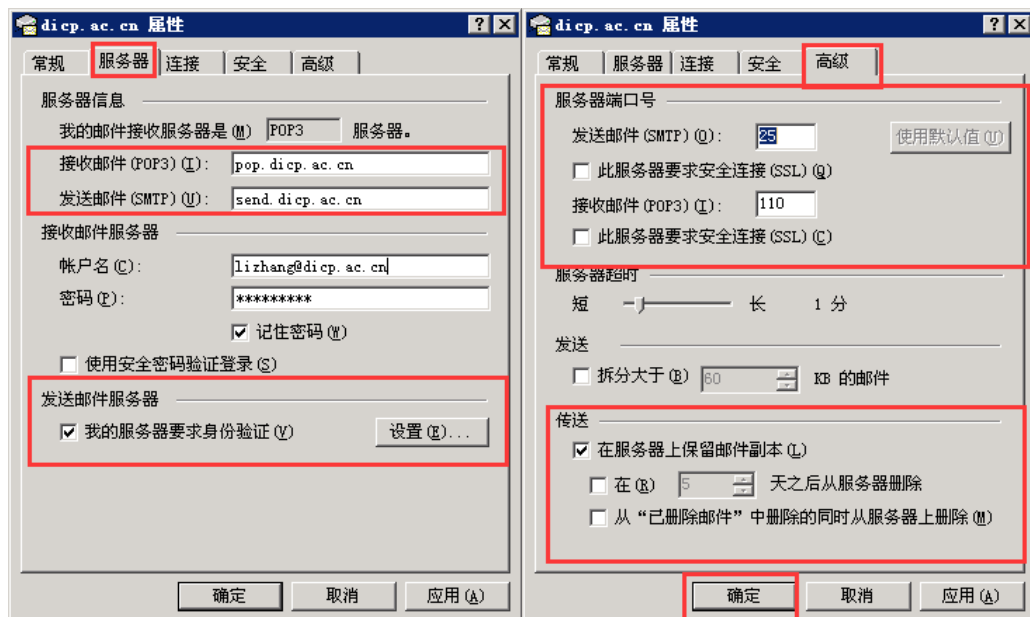 dicp.ac.cn 属性
常规 服务器 连接 安全 高级
服务器信息
我的邮件接收服务器是(M) POP3 服务器。
接收邮件(POP3)(I): pop.dicp.ac.cn
发送邮件(SMTP)(U): send.dicp.ac.cn
接收邮件服务器
帐户名(C): lizhang@dicp.ac.cn
密码(P): *********
记住密码(W)
使用安全密码验证登录(S)
发送邮件服务器
我的服务器要求身份验证(V) 设置(E)...
确定 取消 应用(A)
dicp.ac.cn 属性
常规 服务器 连接 安全 高级
服务器端口号
发送邮件(SMTP)(O): 25 使用默认值(U)
此服务器要求安全连接(SSL)(Q)
接收邮件(POP3)(I): 110
此服务器要求安全连接(SSL)(C)
服务器超时
短 长 1 分
发送
拆分大于(B) 60 KB 的邮件
传送
在服务器上保留邮件副本(L)
在(R) 5 天之后从服务器删除
从“已删除邮件”中删除的同时从服务器上删除(M)
确定 取消 应用(A)